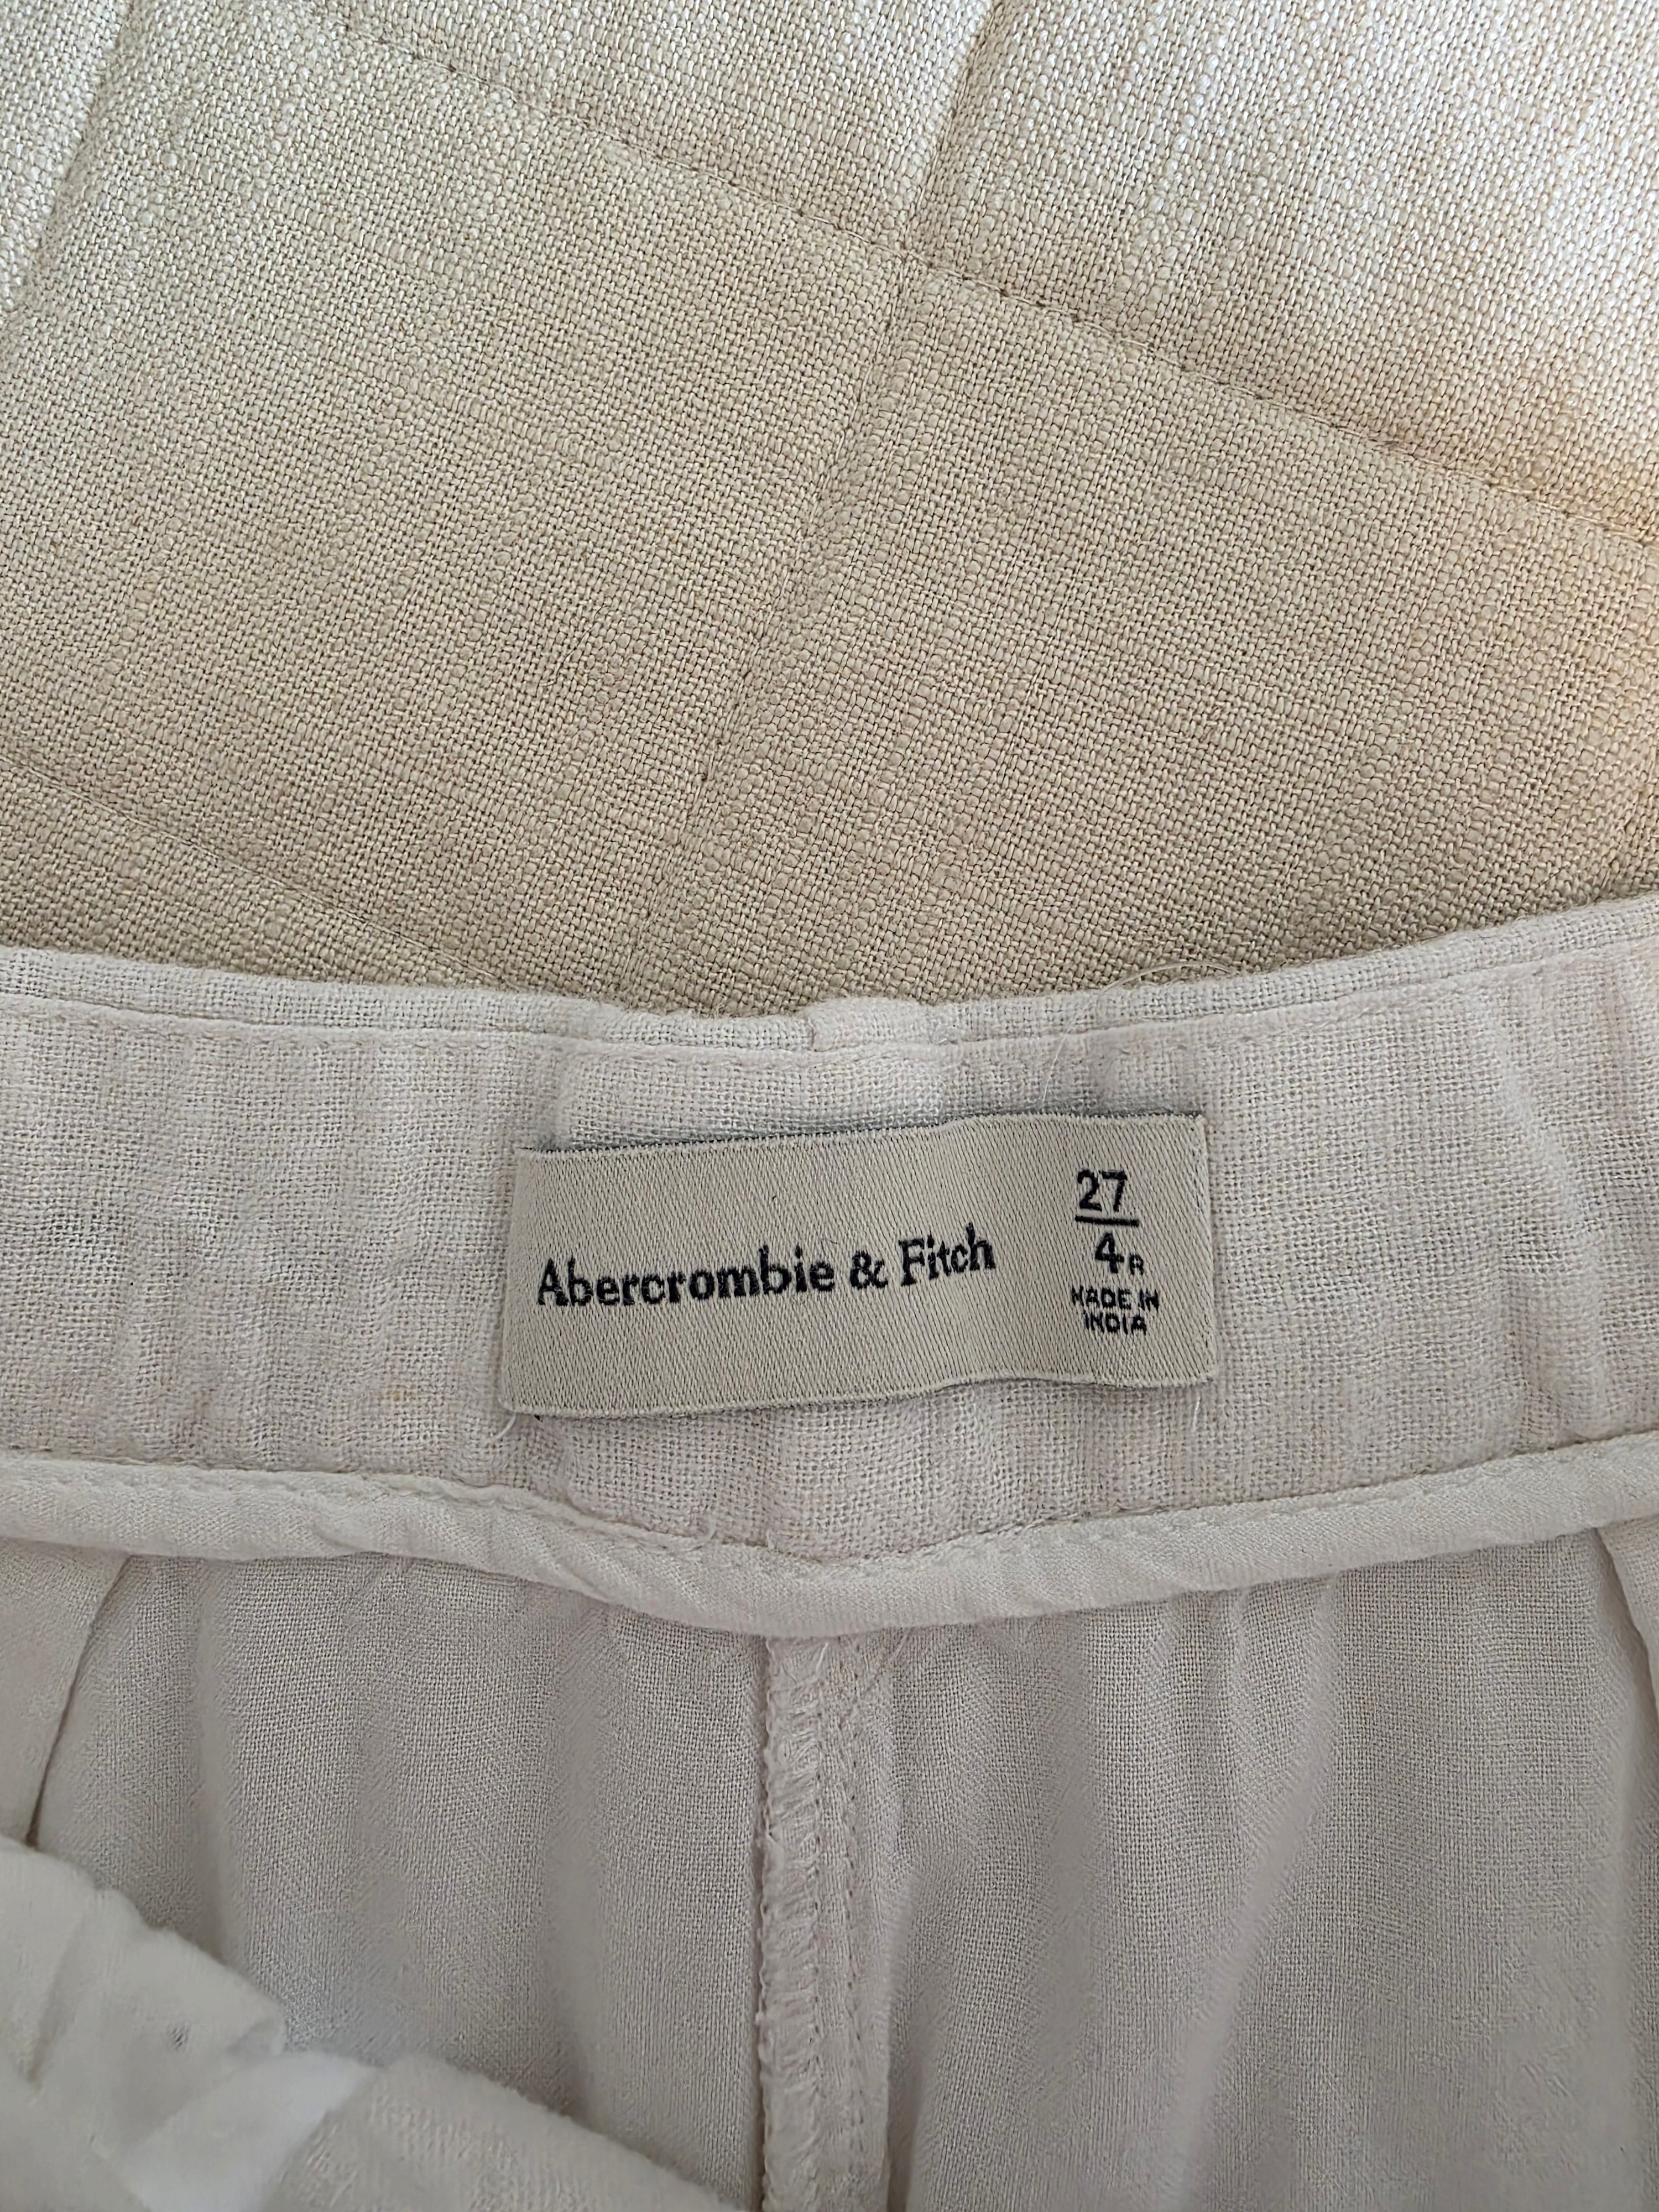 Abercrombie & Fitch
27
4R
MADE IN
INDIA